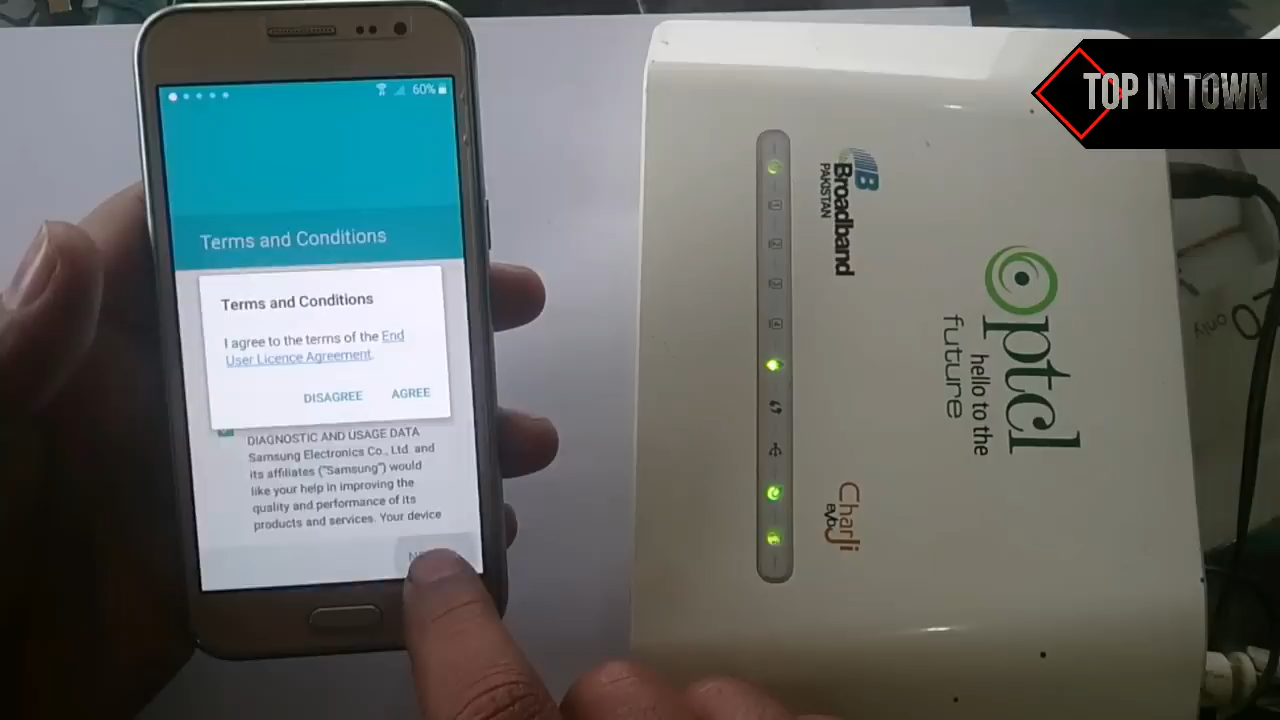 60%
Terms and Conditions
Terms and Conditions
I agree to the terms of the End
User Licence Agreement.
DISAGREE AGREE
DIAGNOSTIC AND USAGE DATA
Samsung Electronics Co., Ltd. and
its affiliates ("Samsung") would
like your help in improving the
quality and performance of its
products and services. Your device
Broadband
PAKISTAN
ptcl
hello to the
future
CharJi
EVO
TOP IN TOWN
only